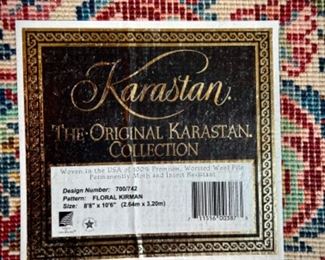 Karastan.
THE·ORIGINAL KARASTAN.
COLLECTION
Woven in the USA of 100% Premium, Worsted Wool Pile
Permanently Moth and Insect Resistant
Design Number: 700/742
Pattern: FLORAL KIRMAN
Size: 8'8" x 10'6" (2.64m x 3.20m)